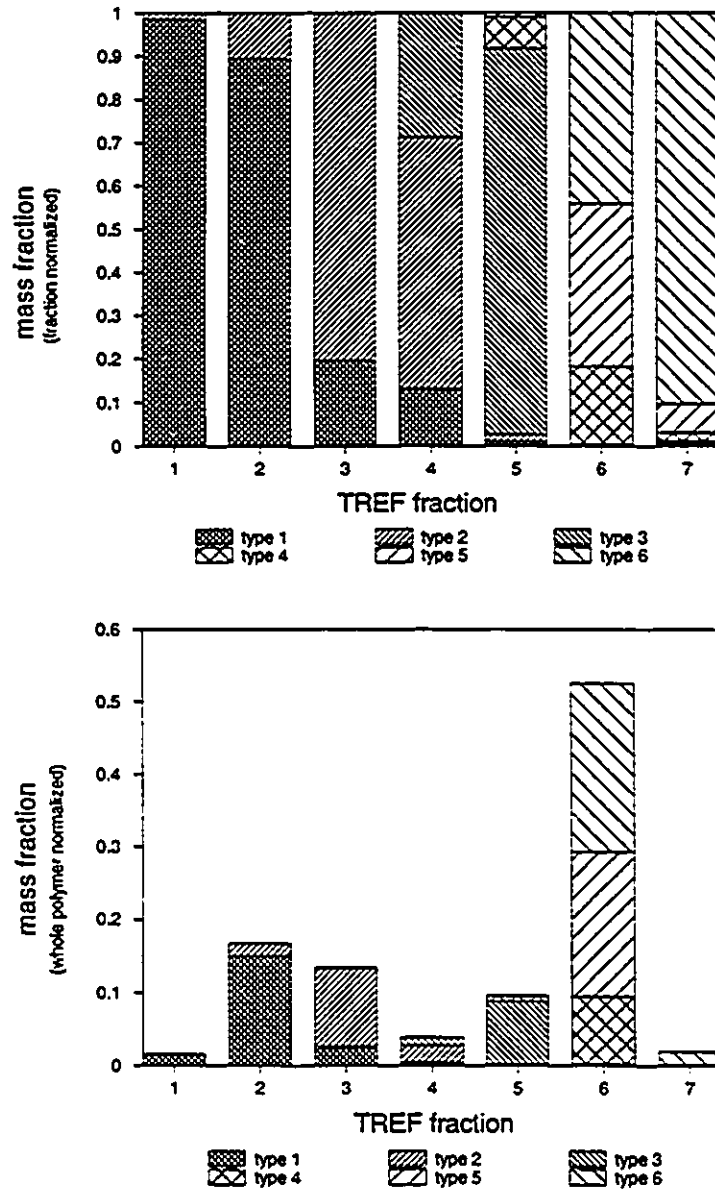 1
0.9
0.8
0.7
0.6
0.5
0.4
0.3
0.2
0.1
0
mass fraction
(fraction normalized)
1 2 3 4 5 6 7
TREF fraction
type 1 type 2 type 3
type 4 type 5 type 6
0.6
0.5
0.4
0.3
0.2
0.1
0
mass fraction
(whole polymer normalized)
1 2 3 4 5 6 7
TREF fraction
type 1 type 2 type 3
type 4 type 5 type 6